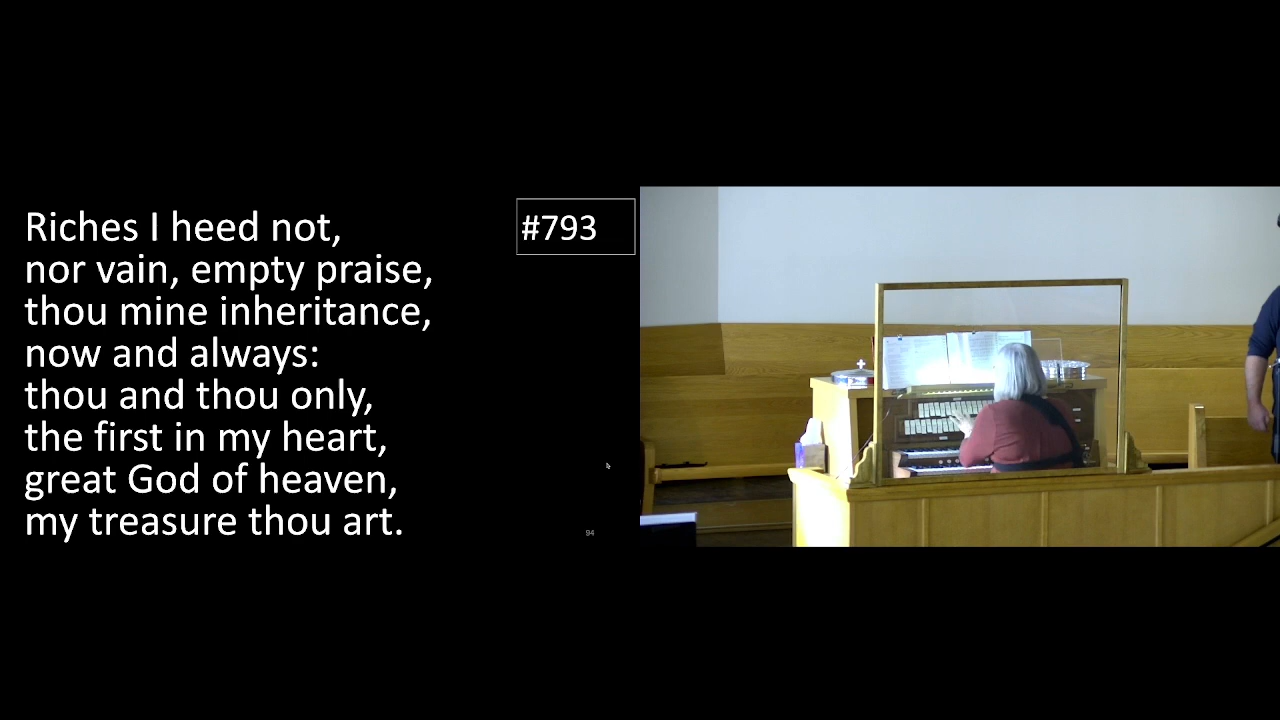 Riches I heed not,
nor vain, empty praise,
thou mine inheritance,
now and always:
thou and thou only,
the first in my heart,
great God of heaven,
my treasure thou art.
#793
94